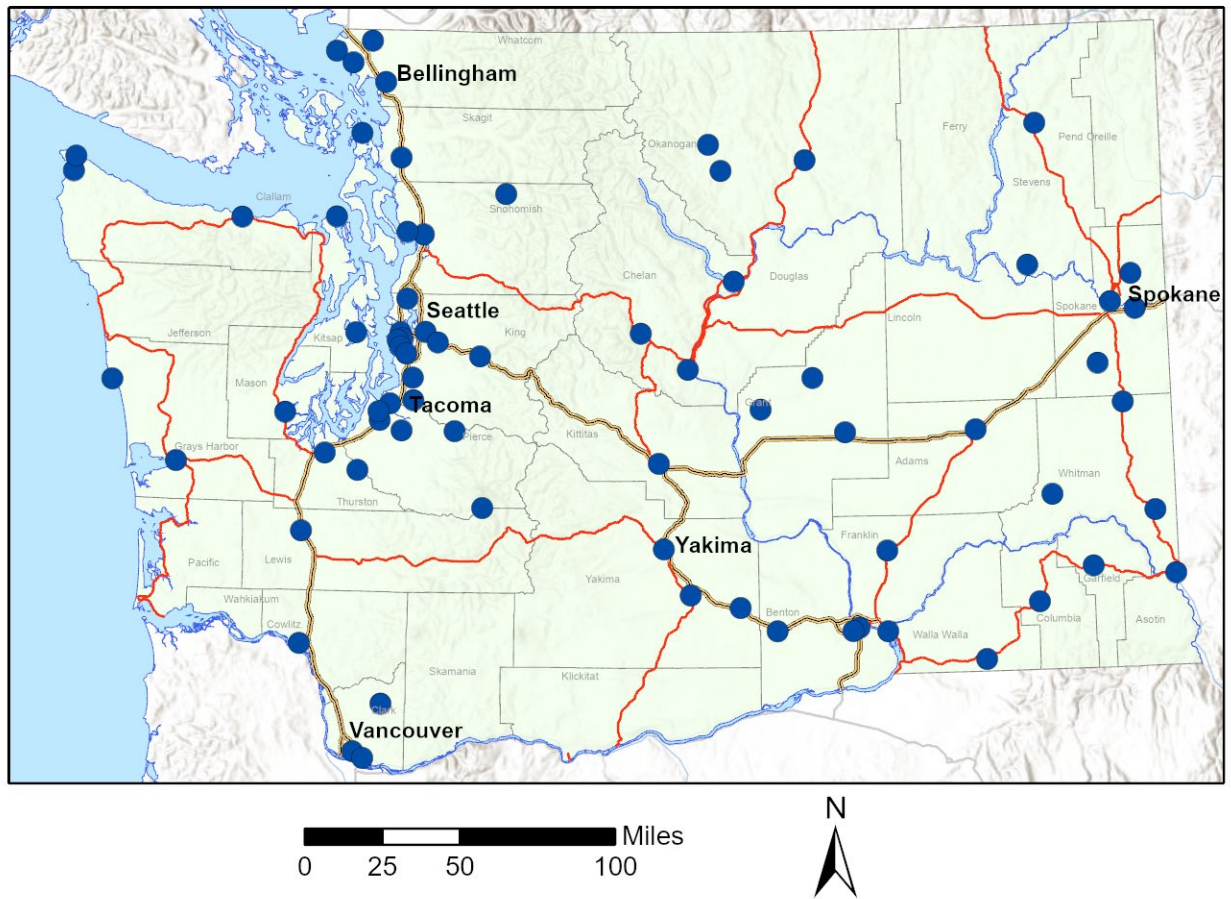 Whatcom
Bellingham
Skagit
Okanogan
Ferry
Pend Oreille
Stevens
Clallam
Snohomish
Chelan
Douglas
Spokane
Spokane
Seattle
Lincoln
Jefferson
Kitsap
King
Mason
Tacoma
Grant
Grays Harbor
Pierce
Kittitas
Adams
Whitman
Thurston
Franklin
Yakima
Pacific
Lewis
Yakima
Garfield
Wahkiakum
Benton
Columbia
Asotin
Cowlitz
Walla Walla
Skamania
Klickitat
Clark
Vancouver
N
Miles
0 25 50 100